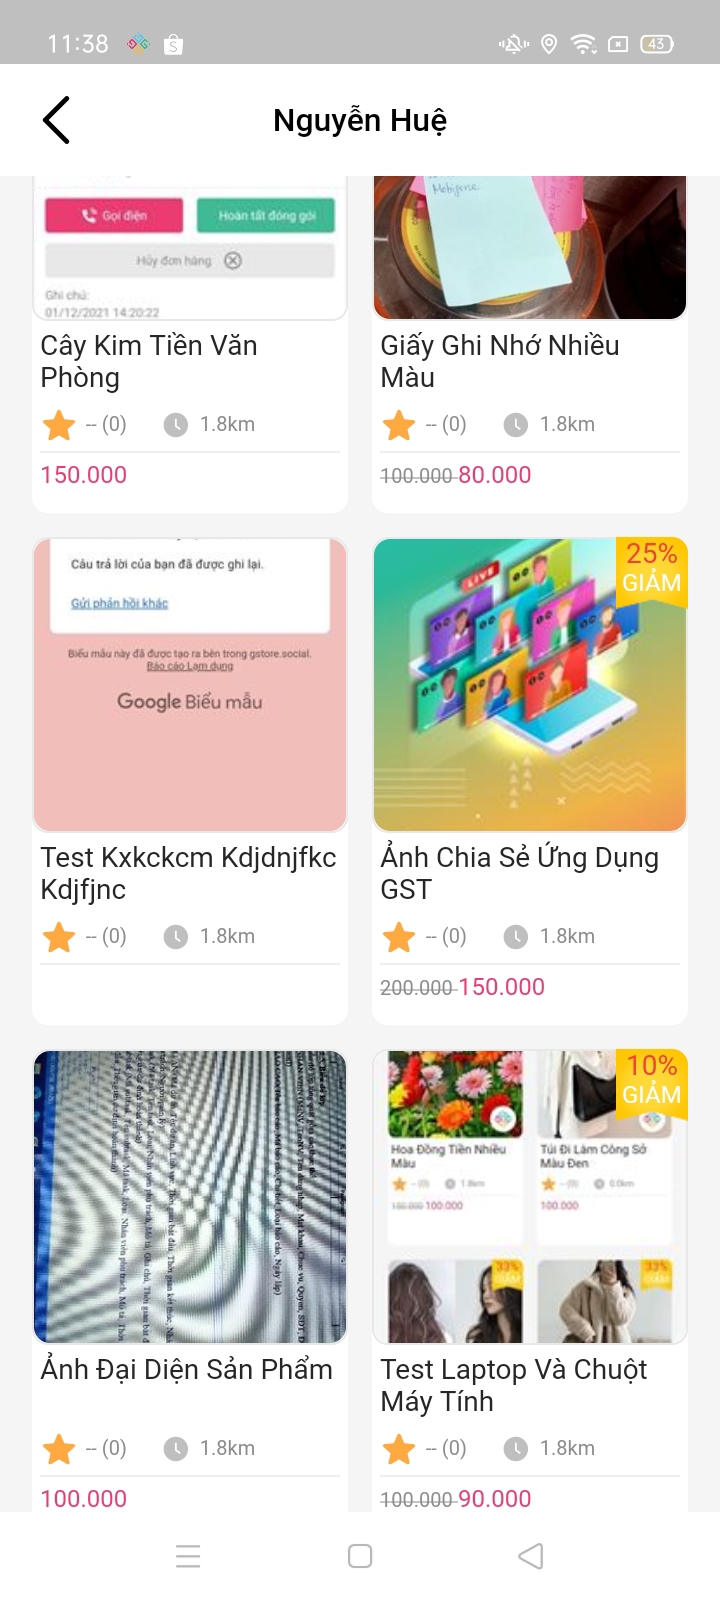 11:38
43
Nguyễn Huệ
Gọi điện
Hoàn tất đóng gói
Hủy đơn hàng
Ghi chú:
01/12/2021 14:20:22
Cây Kim Tiền Văn
Phòng
-- (0)
1.8km
150.000
Giấy Ghi Nhớ Nhiều
Màu
-- (0)
1.8km
100.000 80.000
Câu trả lời của bạn đã được ghi lại.
Gửi phản hồi khác
Biểu mẫu này đã được tạo ra bên trong gstore.social.
Báo cáo Lạm dụng
Google Biểu mẫu
Test Kxkckcm Kdjdnjfkc
Kdjfjnc
-- (0)
1.8km
25%
GIẢM
LIVE
Ảnh Chia Sẻ Ứng Dụng
GST
-- (0)
1.8km
200.000 150.000
Ảnh Đại Diện Sản Phẩm
-- (0)
1.8km
100.000
10%
GIẢM
Hoa Đồng Tiền Nhiều
Màu
-- (0)
1.8km
150.000 100.000
Túi Đi Làm Công Sở
Màu Đen
-- (0)
0.0km
100.000
33%
GIẢM
33%
GIẢM
Test Laptop Và Chuột
Máy Tính
-- (0)
1.8km
100.000 90.000